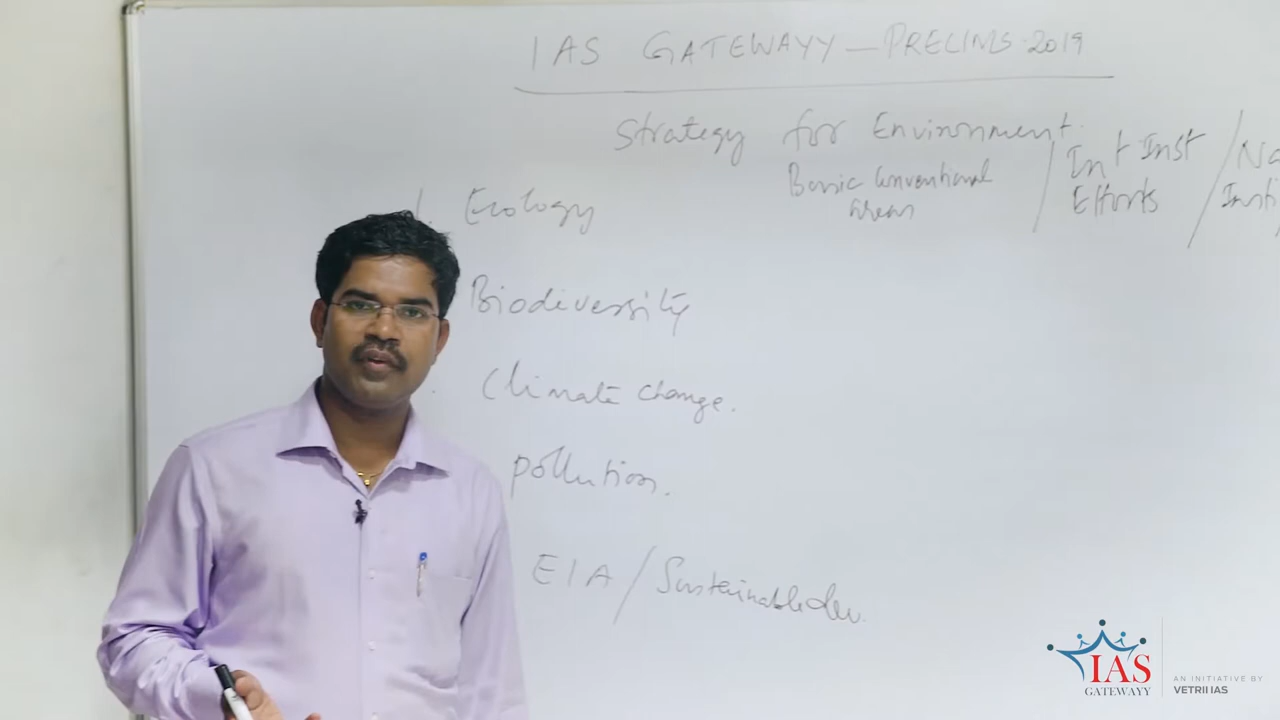 IAS GATEWAYY — PRELIMS-2019
Strategy for Environment.
Basic Conventional
areas
/ Int Inst
Efforts
/
1. Ecology
Biodiversity
Climate change.
pollution.
EIA / Sustainable dev.
IAS
GATEWAYY
AN INITIATIVE BY
VETRII IAS